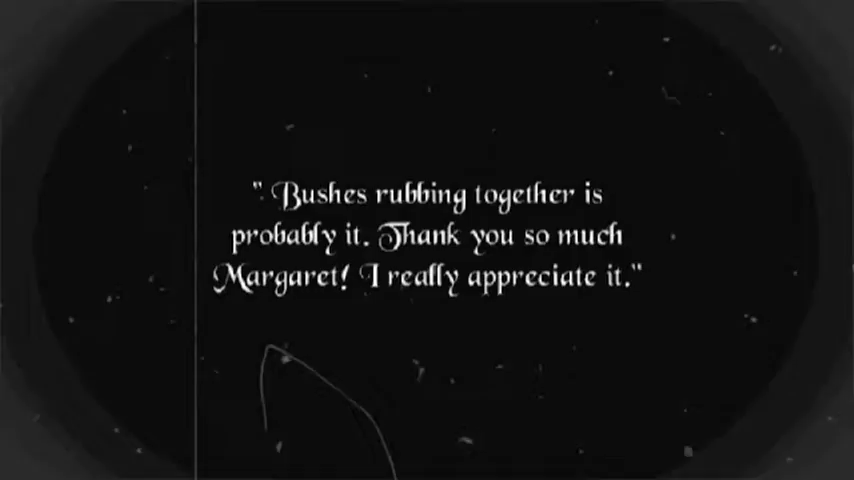 " Bushes rubbing together is
probably it. Thank you so much
Margaret! I really appreciate it."